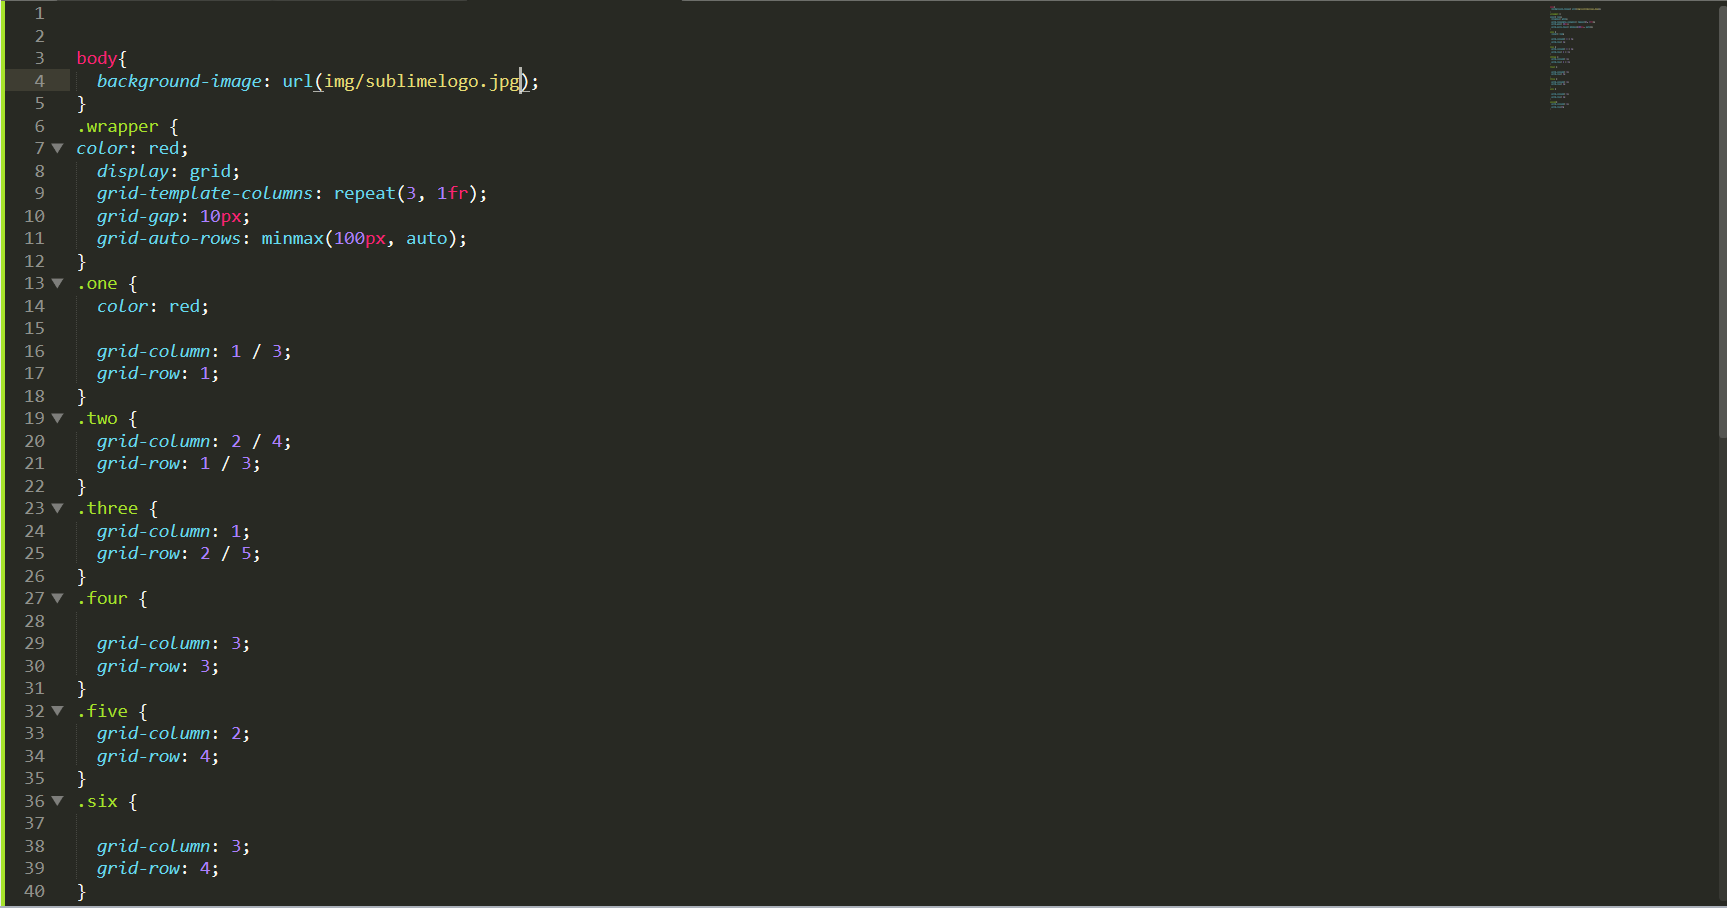 1
2
3 body{
4   background-image: url(img/sublimelogo.jpg);
5 }
6 .wrapper {
7 color: red;
8   display: grid;
9   grid-template-columns: repeat(3, 1fr);
10   grid-gap: 10px;
11   grid-auto-rows: minmax(100px, auto);
12 }
13 .one {
14   color: red;
15
16   grid-column: 1 / 3;
17   grid-row: 1;
18 }
19 .two {
20   grid-column: 2 / 4;
21   grid-row: 1 / 3;
22 }
23 .three {
24   grid-column: 1;
25   grid-row: 2 / 5;
26 }
27 .four {
28
29   grid-column: 3;
30   grid-row: 3;
31 }
32 .five {
33   grid-column: 2;
34   grid-row: 4;
35 }
36 .six {
37
38   grid-column: 3;
39   grid-row: 4;
40 }